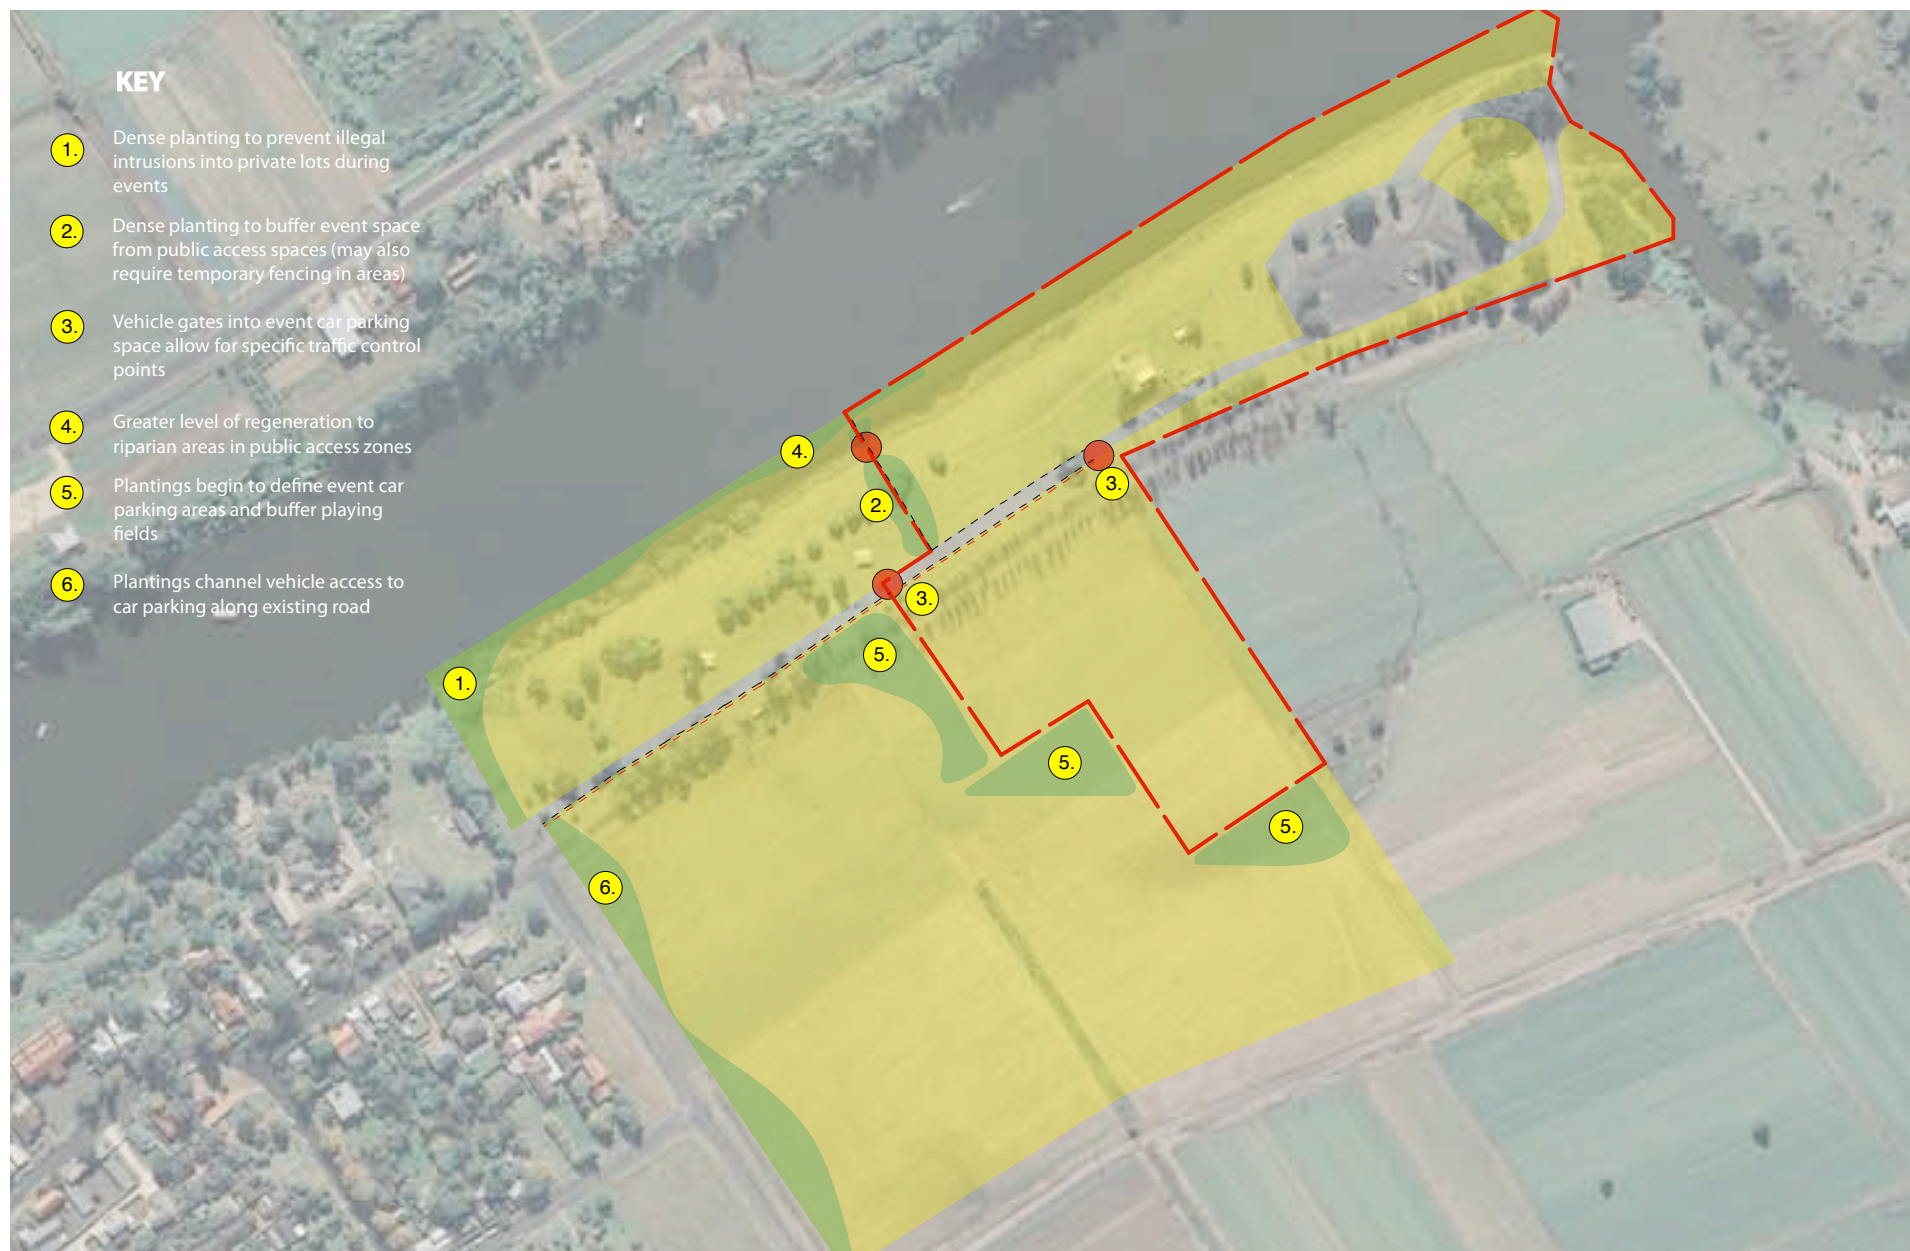 KEY
1.
Dense planting to prevent illegal
intrusions into private lots during
events
2.
Dense planting to buffer event space
from public access spaces (may also
require temporary fencing in areas)
3.
Vehicle gates into event car parking
space allow for specific traffic control
points
4.
Greater level of regeneration to
riparian areas in public access zones
5.
Plantings begin to define event car
parking areas and buffer playing
fields
6.
Plantings channel vehicle access to
car parking along existing road
4.
3.
2.
3.
5.
1.
5.
5.
6.